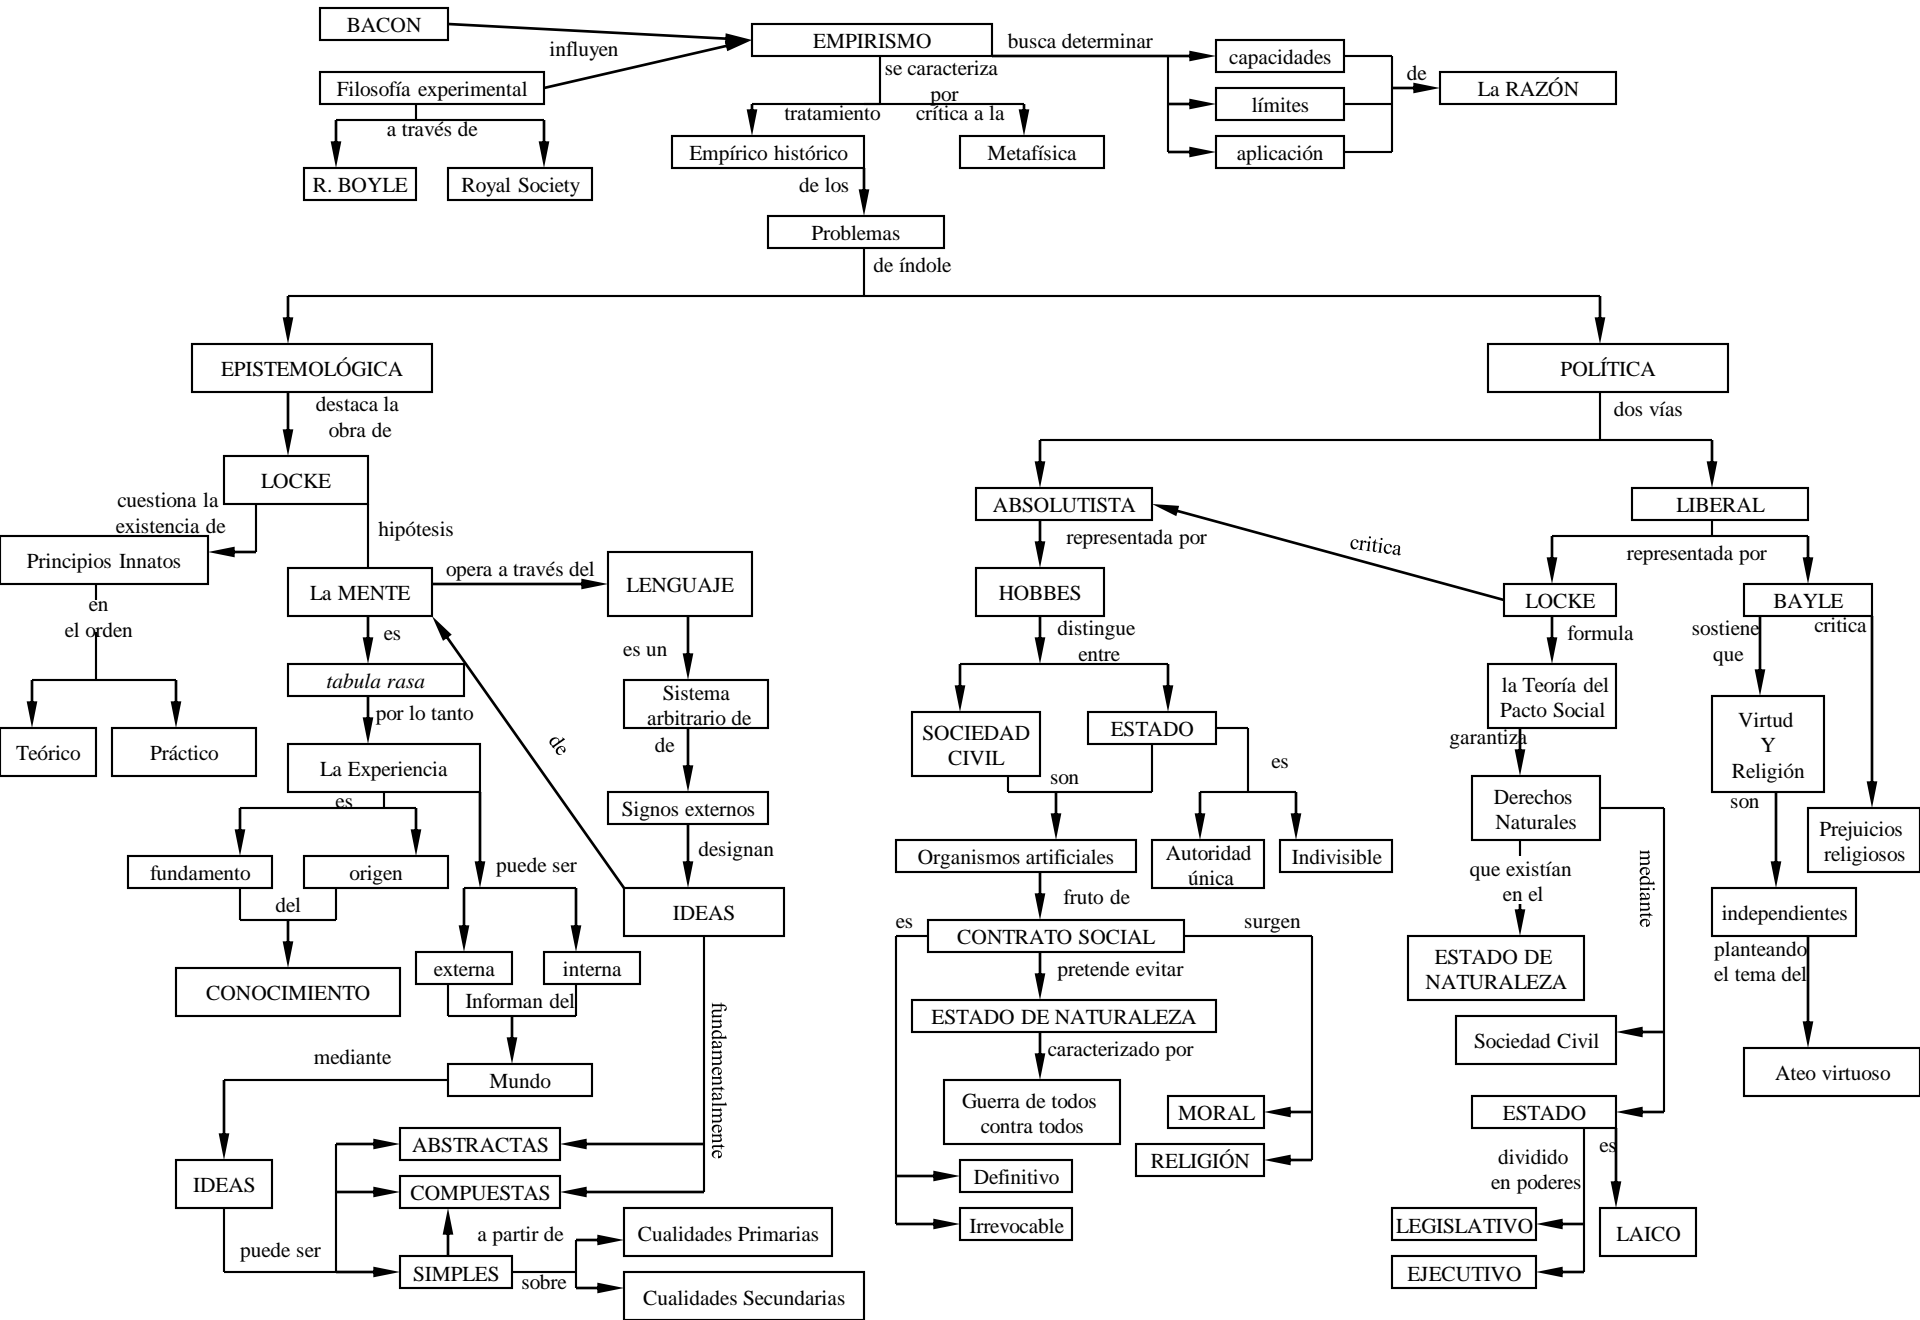 BACON
influyen
Filosofía experimental
a través de
R. BOYLE
Royal Society
EMPIRISMO
busca determinar
capacidades
límites
aplicación
de
La RAZÓN
se caracteriza
por
tratamiento
crítica a la
Empírico histórico
Metafísica
de los
Problemas
de índole
EPISTEMOLÓGICA
destaca la
obra de
LOCKE
cuestiona la
existencia de
Principios Innatos
en
el orden
Teórico
Práctico
hipótesis
La MENTE
opera a través del
LENGUAJE
es
tabula rasa
por lo tanto
La Experiencia
es
fundamento
origen
del
CONOCIMIENTO
puede ser
externa
interna
Informan del
Mundo
mediante
IDEAS
puede ser
ABSTRACTAS
COMPUESTAS
a partir de
SIMPLES
sobre
Cualidades Primarias
Cualidades Secundarias
es un
Sistema
arbitrario de
de
Signos externos
designan
IDEAS
de
fundamentalmente
POLÍTICA
dos vías
ABSOLUTISTA
representada por
HOBBES
distingue
entre
SOCIEDAD
CIVIL
ESTADO
son
es
Organismos artificiales
Autoridad
única
Indivisible
fruto de
CONTRATO SOCIAL
es
surgen
pretende evitar
ESTADO DE NATURALEZA
caracterizado por
Guerra de todos
contra todos
MORAL
RELIGIÓN
Definitivo
Irrevocable
critica
LIBERAL
representada por
LOCKE
formula
la Teoría del
Pacto Social
garantiza
Derechos
Naturales
que existían
en el
ESTADO DE
NATURALEZA
mediante
Sociedad Civil
ESTADO
es
dividido
en poderes
LEGISLATIVO
EJECUTIVO
LAICO
BAYLE
sostiene
que
critica
Virtud
Y
Religión
son
Prejuicios
religiosos
independientes
planteando
el tema del
Ateo virtuoso